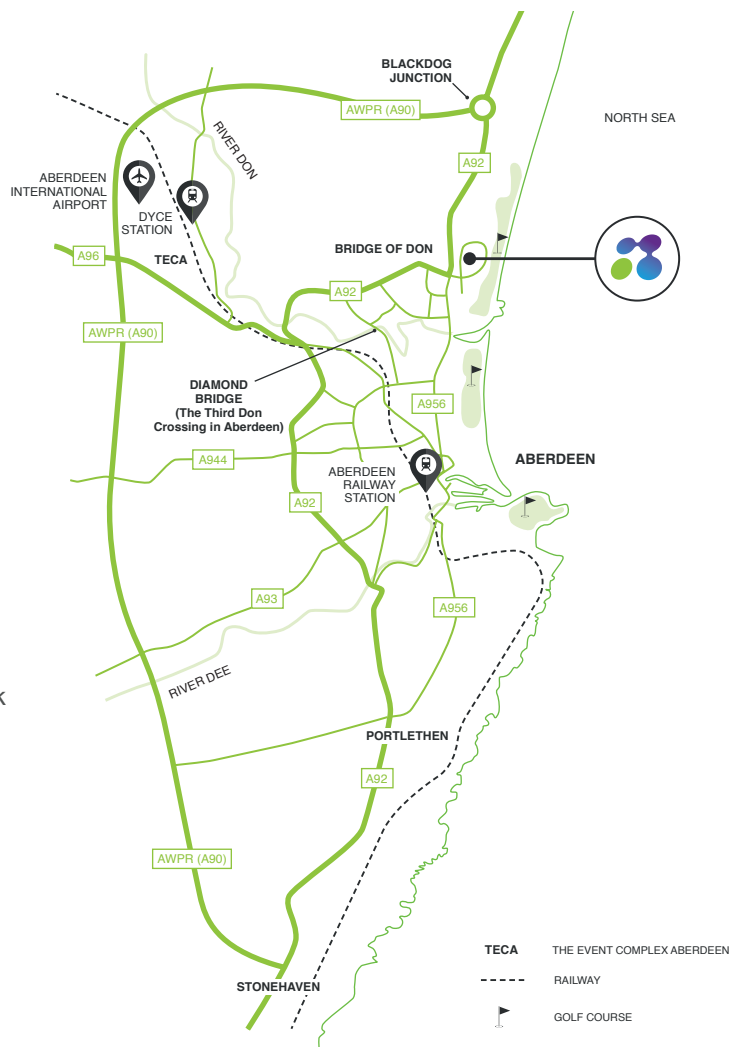 BLACKDOG
JUNCTION
AWPR (A90)
NORTH SEA
RIVER DON
A92
ABERDEEN
INTERNATIONAL
AIRPORT
DYCE
STATION
BRIDGE OF DON
A96
TECA
A92
AWPR (A90)
DIAMOND
BRIDGE
(The Third Don
Crossing in Aberdeen)
A956
A944
ABERDEEN
ABERDEEN
RAILWAY
STATION
A92
A93
A956
RIVER DEE
K
PORTLETHEN
A92
AWPR (A90)
TECA THE EVENT COMPLEX ABERDEEN
RAILWAY
STONEHAVEN
GOLF COURSE